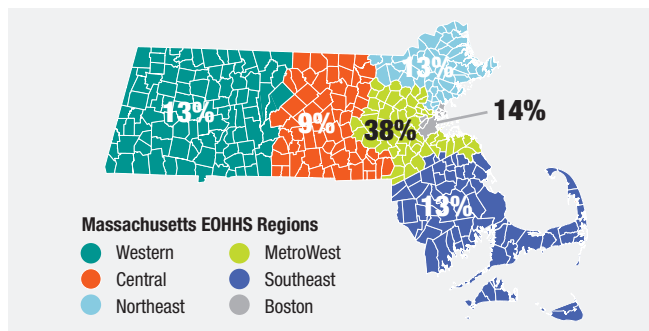 13%
14%
13%
9%
38%
13%
Massachusetts EOHHS Regions
Western
MetroWest
Central
Southeast
Northeast
Boston